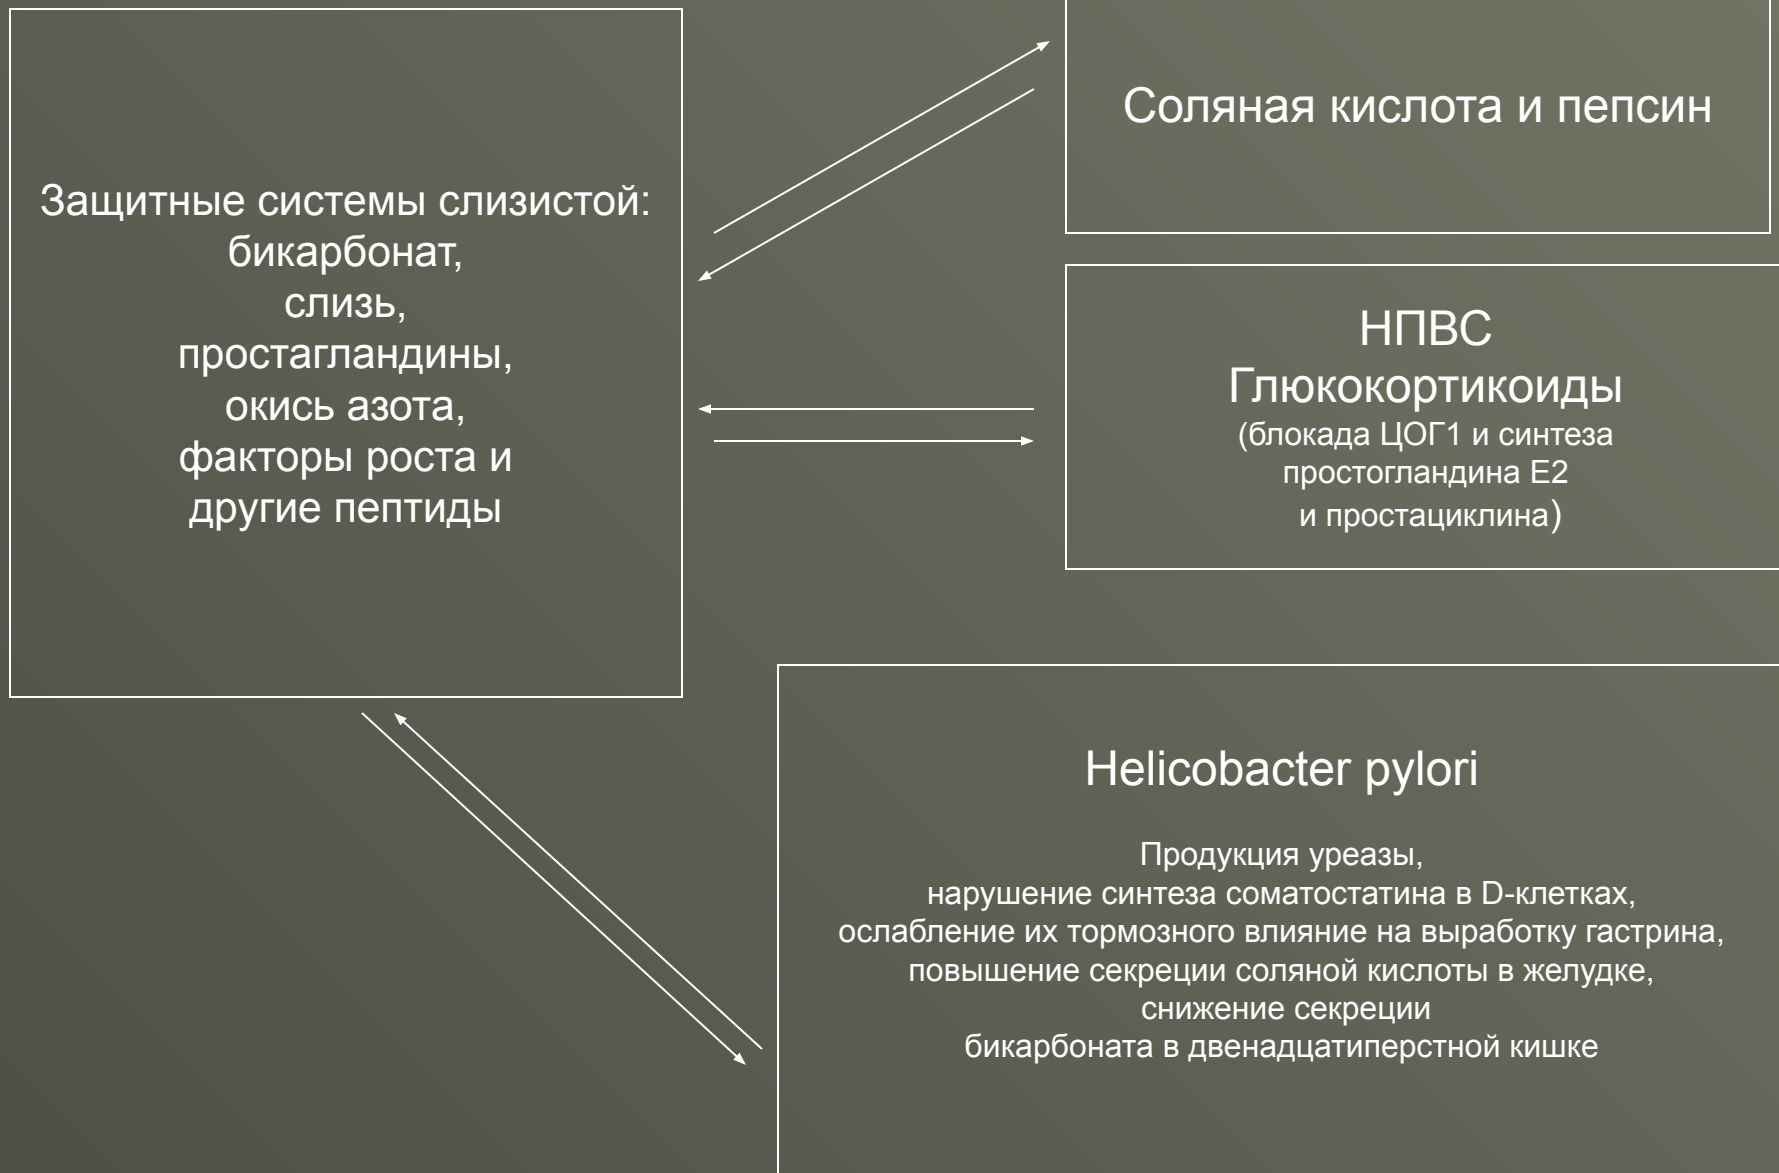 Защитные системы слизистой:
бикарбонат,
слизь,
простагландины,
окись азота,
факторы роста и
другие пептиды
Соляная кислота и пепсин
НПВС
Глюкокортикоиды
(блокада ЦОГ1 и синтеза
простогландина Е2
и простациклина)
Helicobacter pylori
Продукция уреазы,
нарушение синтеза соматостатина в D-клетках,
ослабление их тормозного влияние на выработку гастрина,
повышение секреции соляной кислоты в желудке,
снижение секреции
бикарбоната в двенадцатиперстной кишке